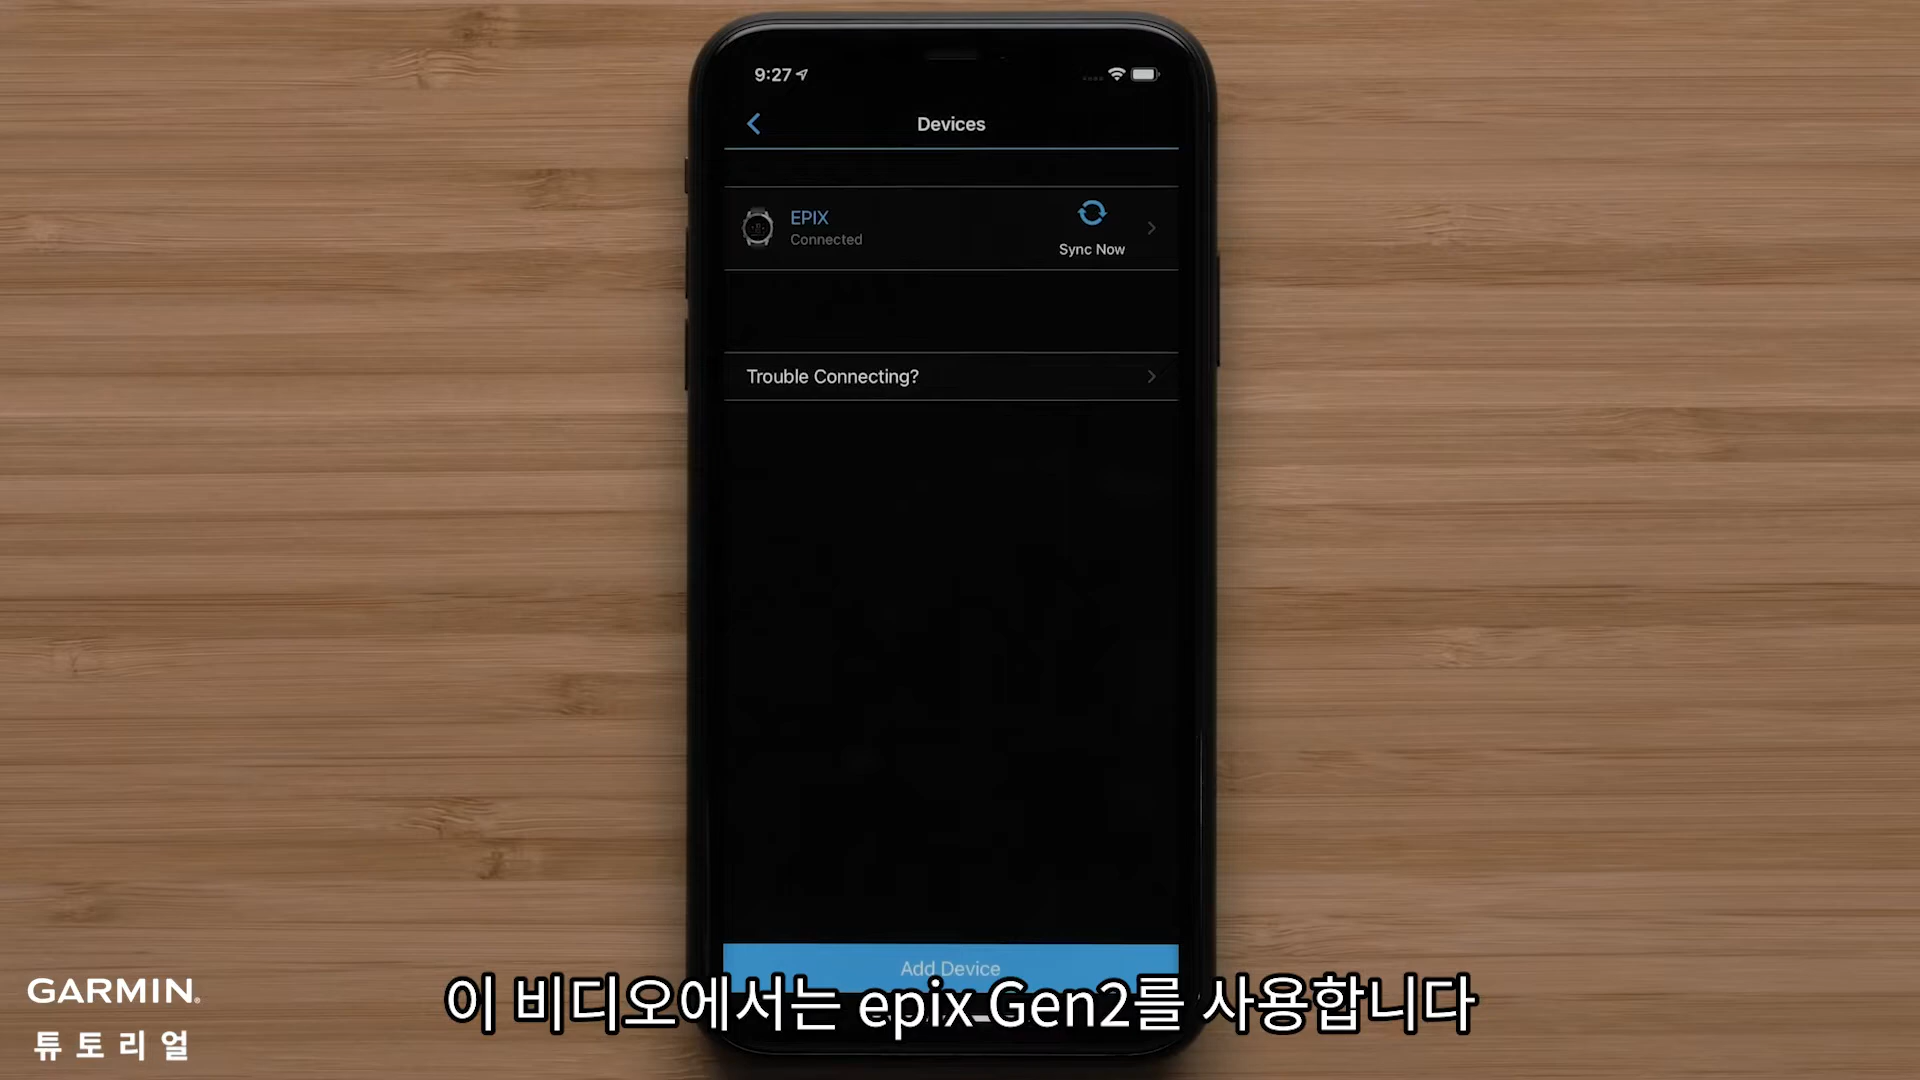 9:27
Devices
EPIX
Connected
Sync Now
Trouble Connecting?
Add Device
이 비디오에서는 epix Gen2를 사용합니다
GARMIN®
튜토리얼